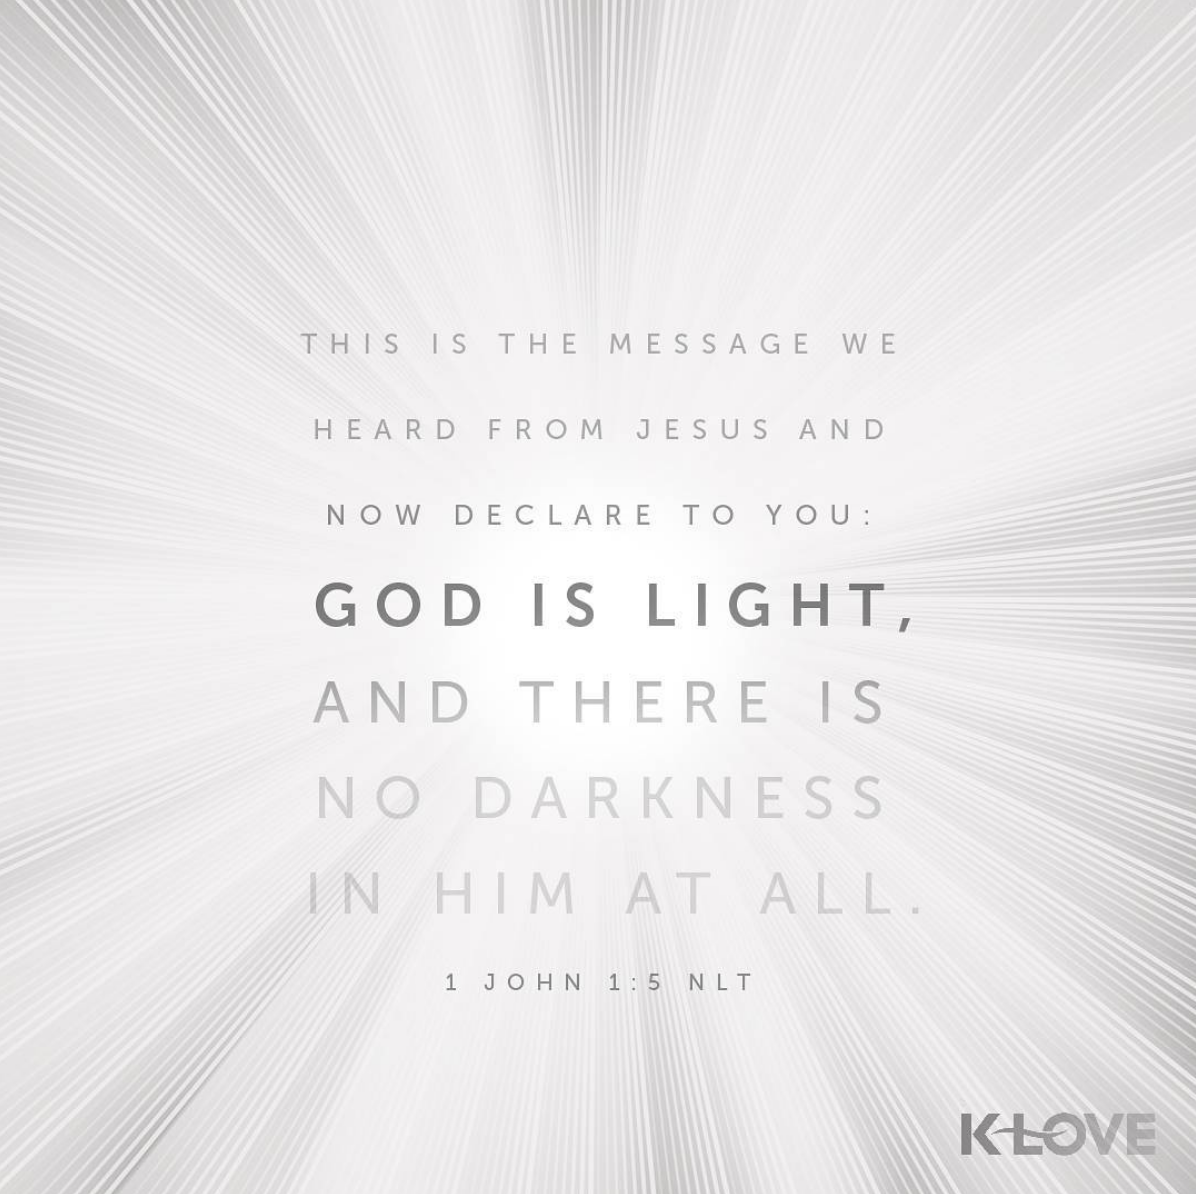 THIS IS THE MESSAGE WE
HEARD FROM JESUS AND
NOW DECLARE TO YOU:
GOD IS LIGHT,
AND THERE IS
NO DARKNESS
IN HIM AT ALL.
1 JOHN 1:5 NLT
K-LOVE